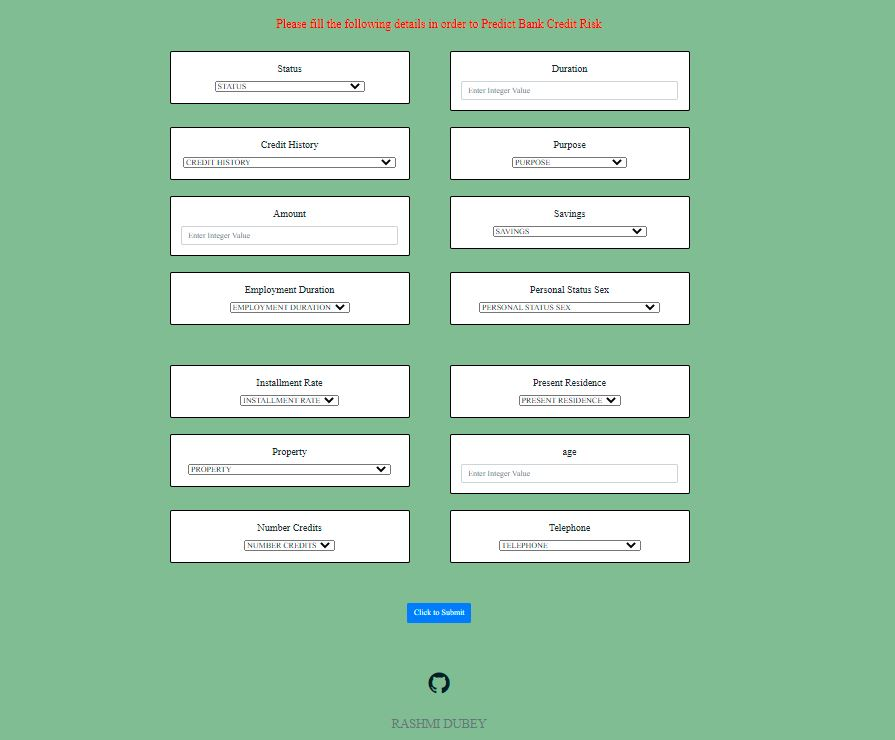 Please fill the following details in order to Predict Bank Credit Risk
Status
STATUS
Duration
Enter Integer Value
Credit History
CREDIT HISTORY
Purpose
PURPOSE
Amount
Enter Integer Value
Savings
SAVINGS
Employment Duration
EMPLOYMENT DURATION
Personal Status Sex
PERSONAL STATUS SEX
Installment Rate
INSTALLMENT RATE
Present Residence
PRESENT RESIDENCE
Property
PROPERTY
age
Enter Integer Value
Number Credits
NUMBER CREDITS
Telephone
TELEPHONE
Click to Submit
RASHMI DUBEY